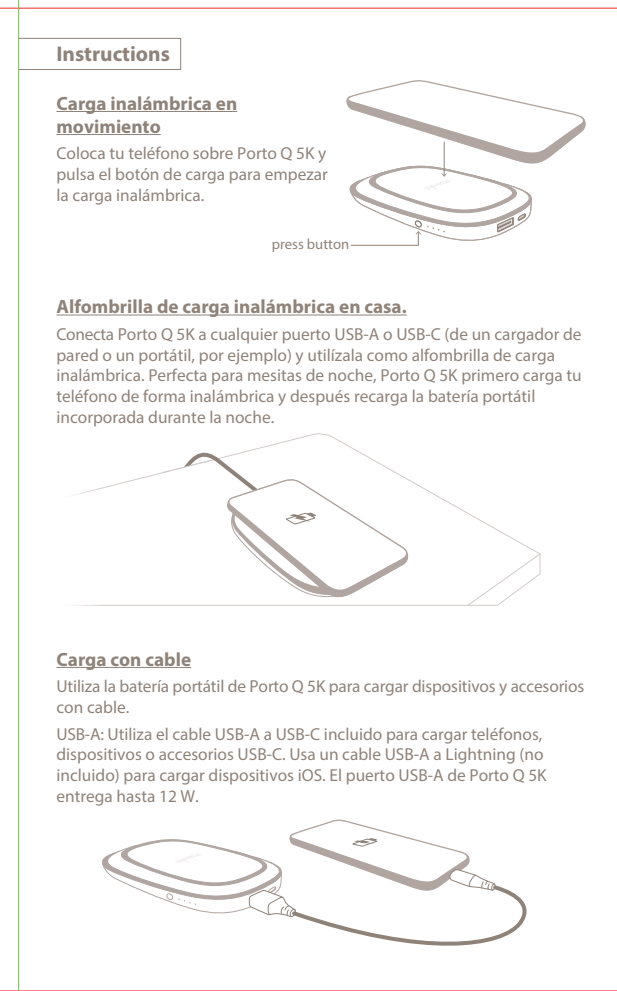 Instructions
Carga inalámbrica en
movimiento
Coloca tu teléfono sobre Porto Q 5K y
pulsa el botón de carga para empezar
la carga inalámbrica.
press button
Alfombrilla de carga inalámbrica en casa.
Conecta Porto Q 5K a cualquier puerto USB-A o USB-C (de un cargador de
pared o un portátil, por ejemplo) y utilízala como alfombrilla de carga
inalámbrica. Perfecta para mesitas de noche, Porto Q 5K primero carga tu
teléfono de forma inalámbrica y después recarga la batería portátil
incorporada durante la noche.
Carga con cable
Utiliza la batería portátil de Porto Q 5K para cargar dispositivos y accesorios
con cable.
USB-A: Utiliza el cable USB-A a USB-C incluido para cargar teléfonos,
dispositivos o accesorios USB-C. Usa un cable USB-A a Lightning (no
incluido) para cargar dispositivos iOS. El puerto USB-A de Porto Q 5K
entrega hasta 12 W.